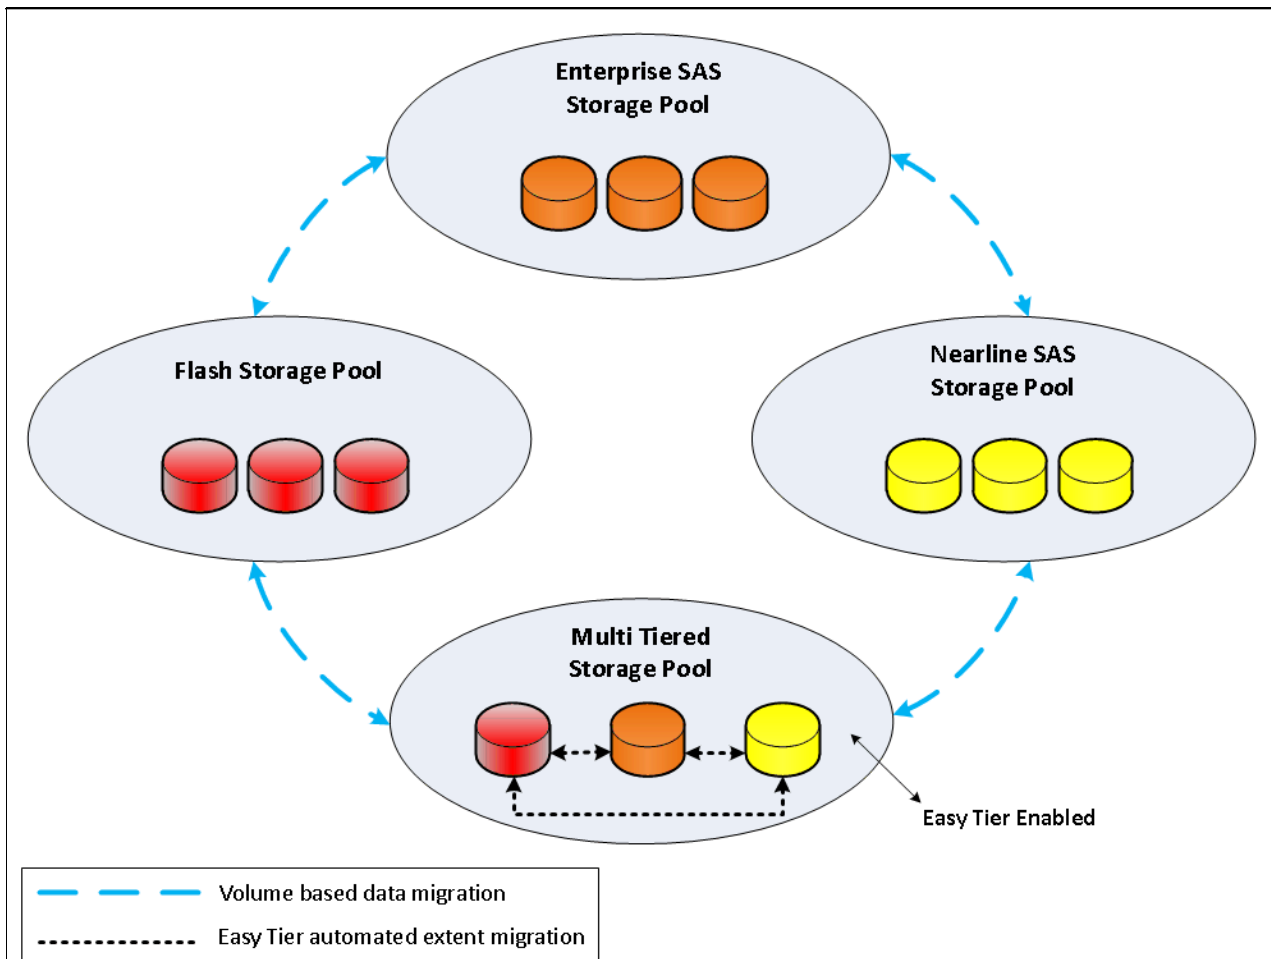 Enterprise SAS
Storage Pool
Flash Storage Pool
Nearline SAS
Storage Pool
Multi Tiered
Storage Pool
Easy Tier Enabled
Volume based data migration
Easy Tier automated extent migration